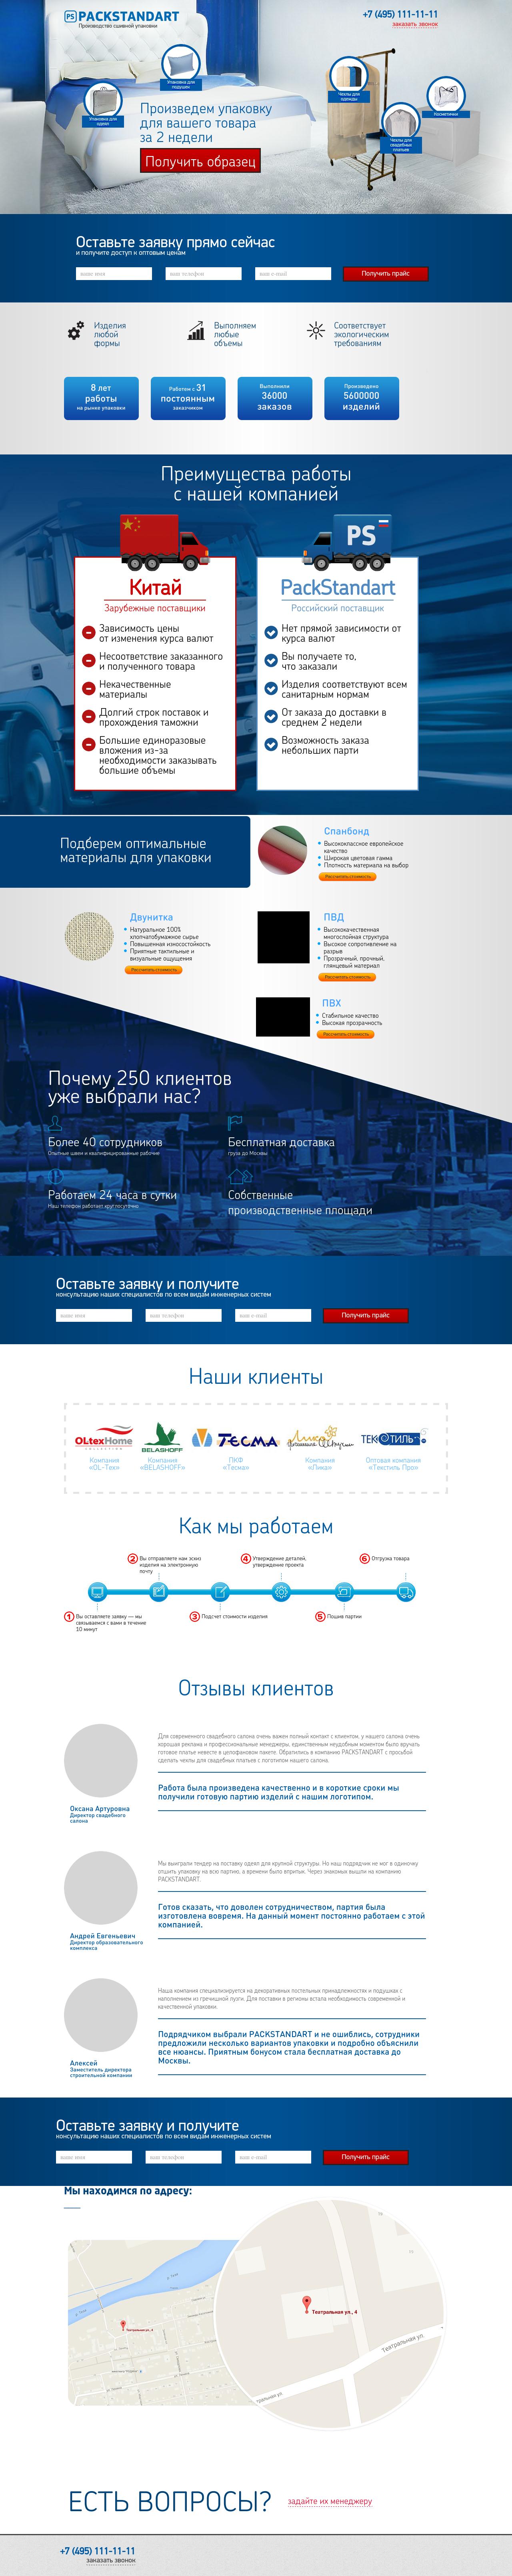 PS PACKSTANDART
Производство сшивной упаковки
+7 (495) 111-11-11
заказать звонок
Упаковка для
подушек
Упаковка для
одеял
Чехлы для
одежды
Косметички
Чехлы для
свадебных
платьев
Произведем упаковку
для вашего товара
за 2 недели
Получить образец
Оставьте заявку прямо сейчас
и получите доступ к оптовым ценам
ваше имя
ваш телефон
ваш e-mail
Получить прайс
Изделия
любой
формы
Выполняем
любые
объемы
Соответствует
экологическим
требованиям
8 лет
работы
на рынке упаковки
Работаем с 31
постоянным
заказчиком
Выполнили
36000
заказов
Произведено
5600000
изделий
Преимущества работы
с нашей компанией
PS
Китай
Зарубежные поставщики
Зависимость цены
от изменения курса валют
Несоответствие заказанного
и полученного товара
Некачественные
материалы
Долгий строк поставок и
прохождения таможни
Большие единоразовые
вложения из-за
необходимости заказывать
большие объемы
PackStandart
Российский поставщик
Нет прямой зависимости от
курса валют
Вы получаете то,
что заказали
Изделия соответствуют всем
санитарным нормам
От заказа до доставки в
среднем 2 недели
Возможность заказа
небольших парти
Подберем оптимальные
материалы для упаковки
Спанбонд
Высококлассное европейское
качество
Широкая цветовая гамма
Плотность материала на выбор
Рассчитать стоимость
Двунитка
Натуральное 100%
хлопчатобумажное сырье
Повышенная износостойкость
Приятные тактильные и
визуальные ощущения
Рассчитать стоимость
ПВД
Высококачественная
многослойная структура
Высокое сопротивление на
разрыв
Прозрачный, прочный,
глянцевый материал
Рассчитать стоимость
ПВХ
Стабильное качество
Высокая прозрачность
Рассчитать стоимость
Почему 250 клиентов
уже выбрали нас?
Более 40 сотрудников
Опытные швеи и квалифицированные рабочие
Бесплатная доставка
груза до Москвы
Работаем 24 часа в сутки
Наш телефон работает круглосуточно
Собственные
производственные площади
Оставьте заявку и получите
консультацию наших специалистов по всем видам инженерных систем
ваше имя
ваш телефон
ваш e-mail
Получить прайс
Наши клиенты
OLtexHome
BELASHOFF
ТЕСМА
ТЕКСТИЛЬ
Компания
«OL-Тех»
Компания
«BELASHOFF»
ПКФ
«Тесма»
Компания
«Лика»
Оптовая компания
«Текстиль Про»
Как мы работаем
2 Вы отправляете нам эскиз
изделия на электронную
почту
4 Утверждение деталей,
утверждение проекта
6 Отгрузка товара
1 Вы оставляете заявку — мы
связываемся с вами в течение
10 минут
3 Подсчет стоимости изделия
5 Пошив партии
Отзывы клиентов
Для современного свадебного салона очень важен полный контакт с клиентом, у нашего салона очень
хорошая реклама и профессиональные менеджеры, единственным неудобным моментом было вручать
готовое платье невесте в целофановом пакете. Обратились в компанию PACKSTANDART с просьбой
сделать чехлы для свадебных платьев с логотипом нашего салона.
Работа была произведена качественно и в короткие сроки мы
получили готовую партию изделий с нашим логотипом.
Оксана Артуровна
Директор свадебного
салона
Мы выиграли тендер на поставку одеял для крупной структуры. Но наш подрядчик не мог в одиночку
отшить упаковку на всю партию, а времени было впритык. Через знакомых вышли на компанию
PACKSTANDART.
Готов сказать, что доволен сотрудничеством, партия была
изготовлена вовремя. На данный момент постоянно работаем с этой
компанией.
Андрей Евгеньевич
Директор образовательного
комплекса
Наша компания специализируется на декоративных постельных принадлежностях и подушках с
наполнением из гречишной лузги. Для поставки в регионы встала необходимость современной и
качественной упаковки.
Подрядчиком выбрали PACKSTANDART и не ошиблись, сотрудники
предложили несколько вариантов упаковки и подробно объяснили
все нюансы. Приятным бонусом стала бесплатная доставка до
Москвы.
Алексей
Заместитель директора
строительной компании
Оставьте заявку и получите
консультацию наших специалистов по всем видам инженерных систем
ваше имя
ваш телефон
ваш e-mail
Получить прайс
Мы находимся по адресу:
Театральная ул., 4
Театральная ул., 4
Театральная ул.
ЕСТЬ ВОПРОСЫ?
задайте их менеджеру
+7 (495) 111-11-11
заказать звонок